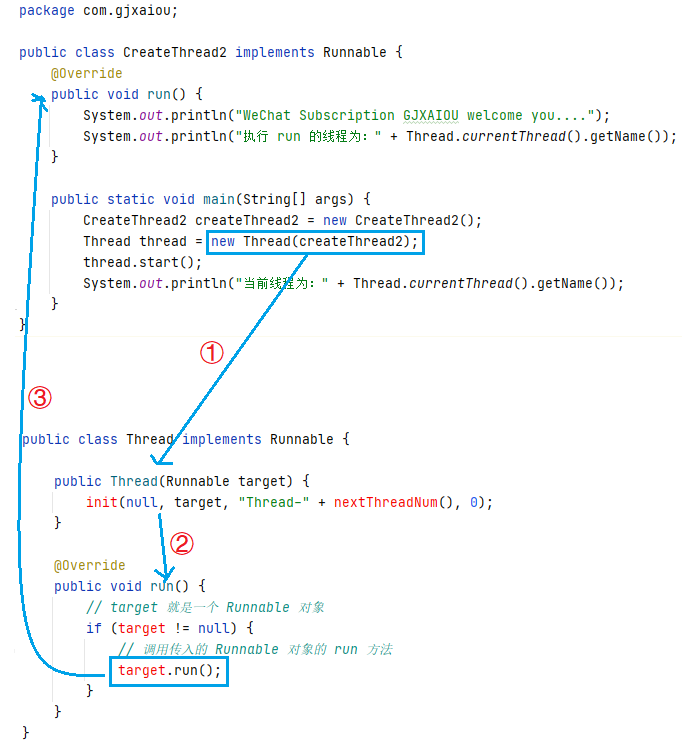 package com.gjxaiou;
public class CreateThread2 implements Runnable {
@Override
public void run() {
System.out.println("WeChat Subscription GJXAIOU welcome you....");
System.out.println("执行 run 的线程为：" + Thread.currentThread().getName());
}
public static void main(String[] args) {
CreateThread2 createThread2 = new CreateThread2();
Thread thread = new Thread(createThread2);
thread.start();
System.out.println("当前线程为：" + Thread.currentThread().getName());
}
}
①
③
public class Thread implements Runnable {
public Thread(Runnable target) {
init(null, target, "Thread-" + nextThreadNum(), 0);
}
②
@Override
public void run() {
// target 就是一个 Runnable 对象
if (target != null) {
// 调用传入的 Runnable 对象的 run 方法
target.run();
}
}
}